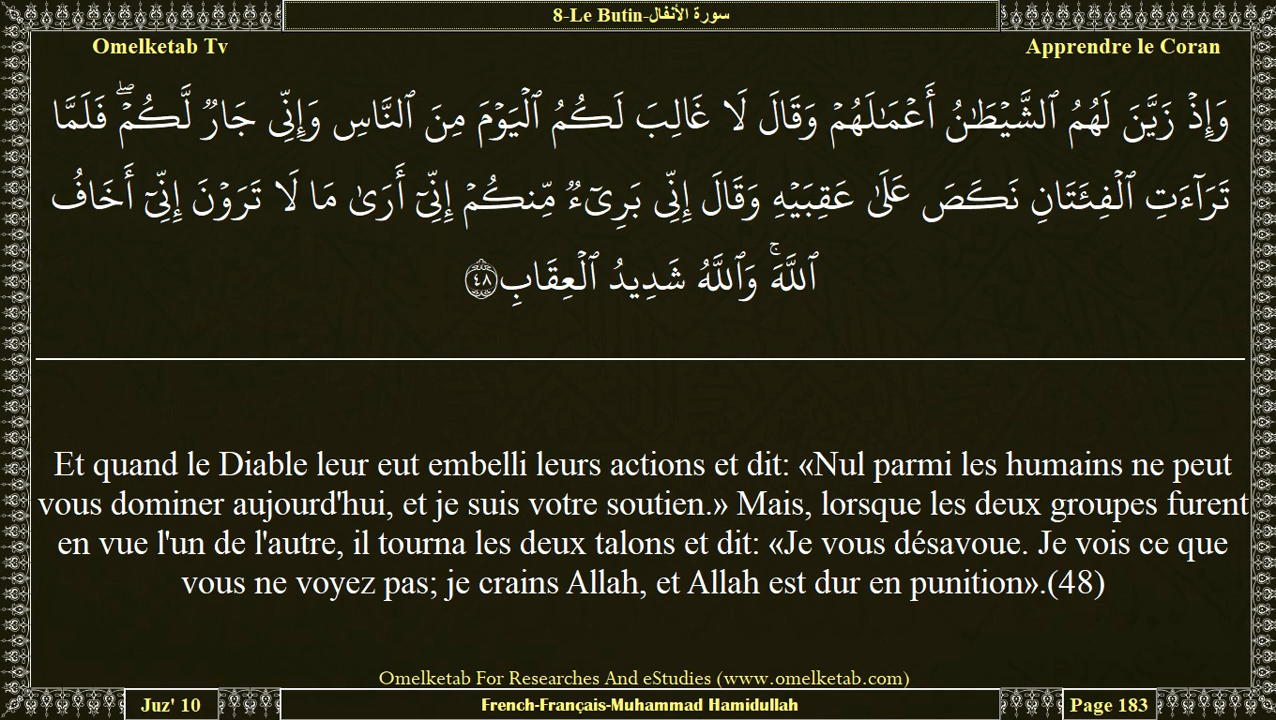 8-Le Butin-سورة الأنفال
Omelketab Tv
Apprendre le Coran
وَإِذۡ زَيَّنَ لَهُمُ ٱلشَّيۡطَٰنُ أَعۡمَٰلَهُمۡ وَقَالَ لَا غَالِبَ لَكُمُ ٱلۡيَوۡمَ مِنَ ٱلنَّاسِ وَإِنِّي جَارٞ لَّكُمۡۖ فَلَمَّا
تَرَآءَتِ ٱلۡفِئَتَانِ نَكَصَ عَلَىٰ عَقِبَيۡهِ وَقَالَ إِنِّي بَرِيٓءٞ مِّنكُمۡ إِنِّيٓ أَرَىٰ مَا لَا تَرَوۡنَ إِنِّيٓ أَخَافُ
ٱللَّهَۚ وَٱللَّهُ شَدِيدُ ٱلۡعِقَابِ ٤٨
Et quand le Diable leur eut embelli leurs actions et dit: «Nul parmi les humains ne peut
vous dominer aujourd'hui, et je suis votre soutien.» Mais, lorsque les deux groupes furent
en vue l'un de l'autre, il tourna les deux talons et dit: «Je vous désavoue. Je vois ce que
vous ne voyez pas; je crains Allah, et Allah est dur en punition».(48)
Omelketab For Researches And eStudies (www.omelketab.com)
Juz' 10
French-Français-Muhammad Hamidullah
Page 183